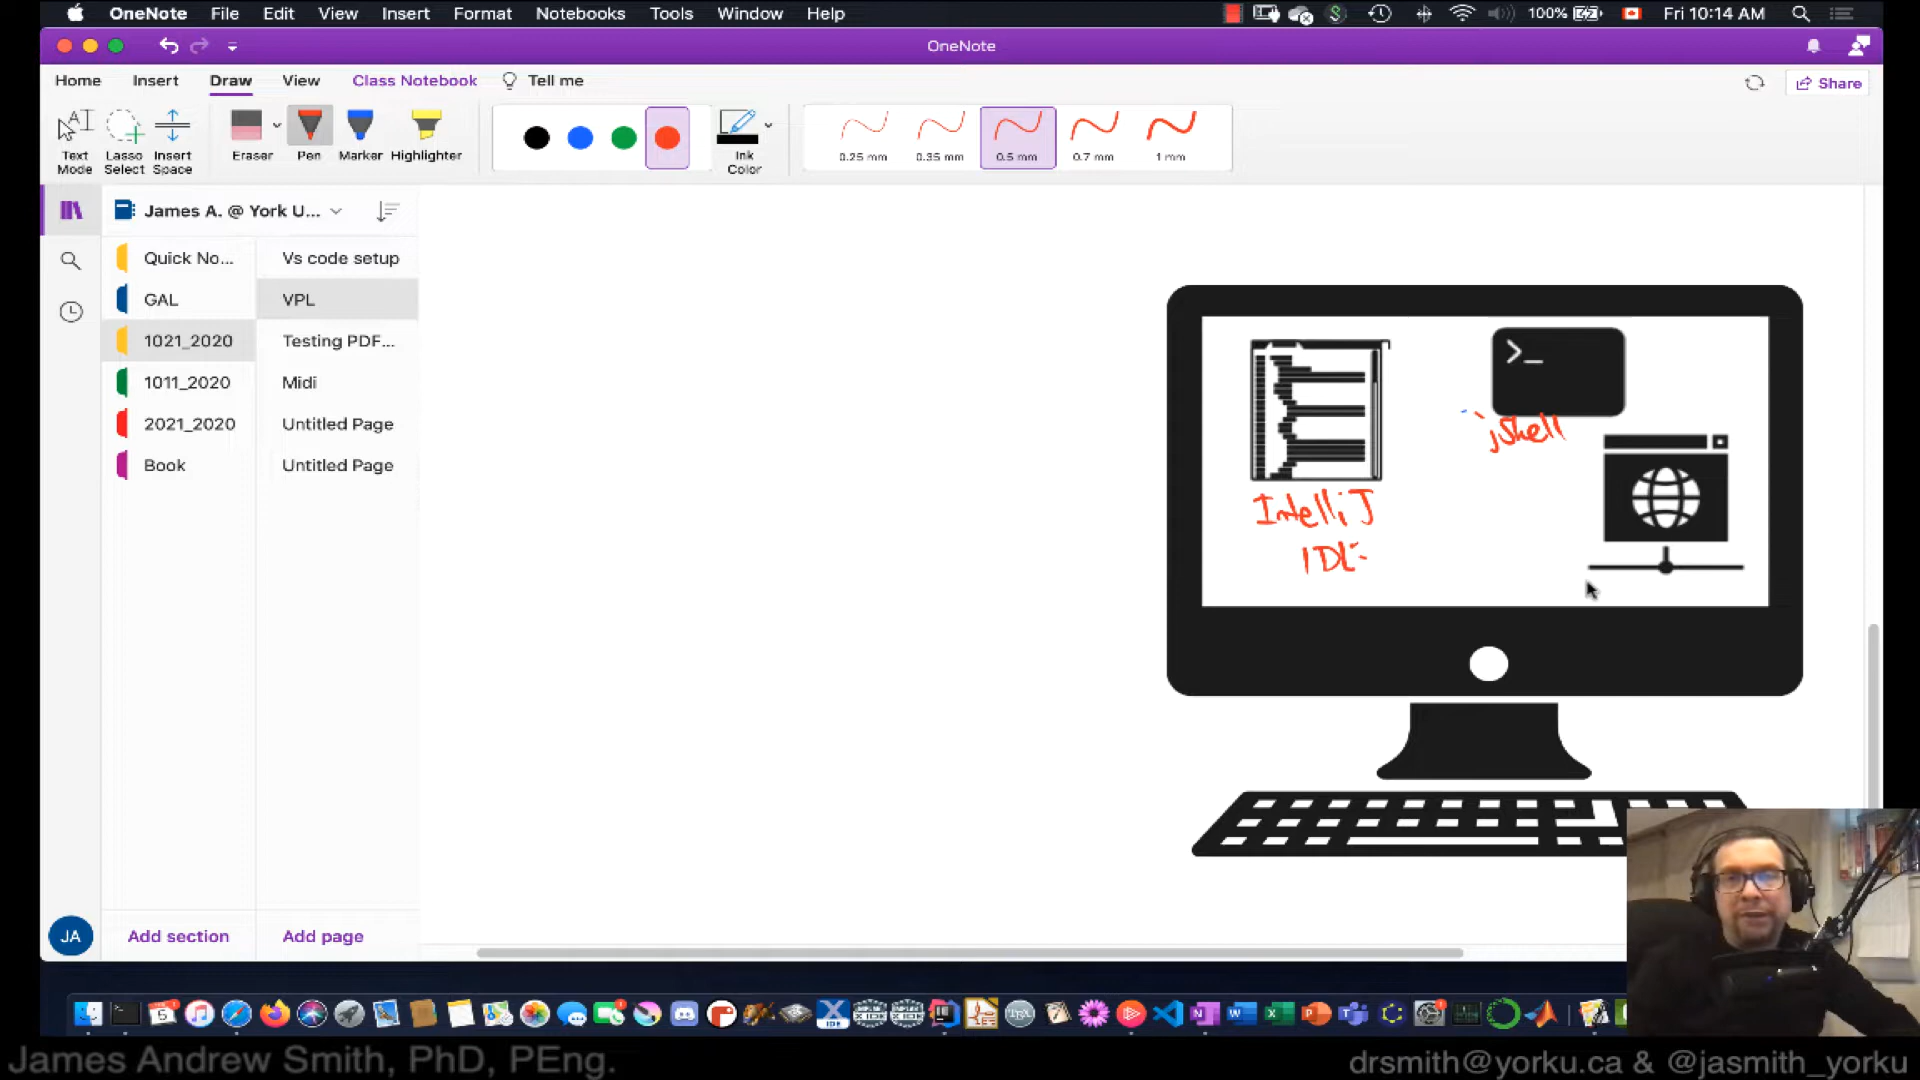 OneNote File Edit View Insert Format Notebooks Tools Window Help 100% Fri 10:14 AM
OneNote
Home Insert Draw View Class Notebook Tell me Share
Text Mode Lasso Select Insert Space Eraser Pen Marker Highlighter Ink Color 0.25 mm 0.35 mm 0.5 mm 0.7 mm 1 mm
James A. @ York U...
Quick No... Vs code setup
GAL VPL
1021_2020 Testing PDF...
1011_2020 Midi
2021_2020 Untitled Page
Book Untitled Page
>_
jShell
IntelliJ
IDE
JA Add section Add page
James Andrew Smith, PhD, PEng. drsmith@yorku.ca & @jasmith_yorku